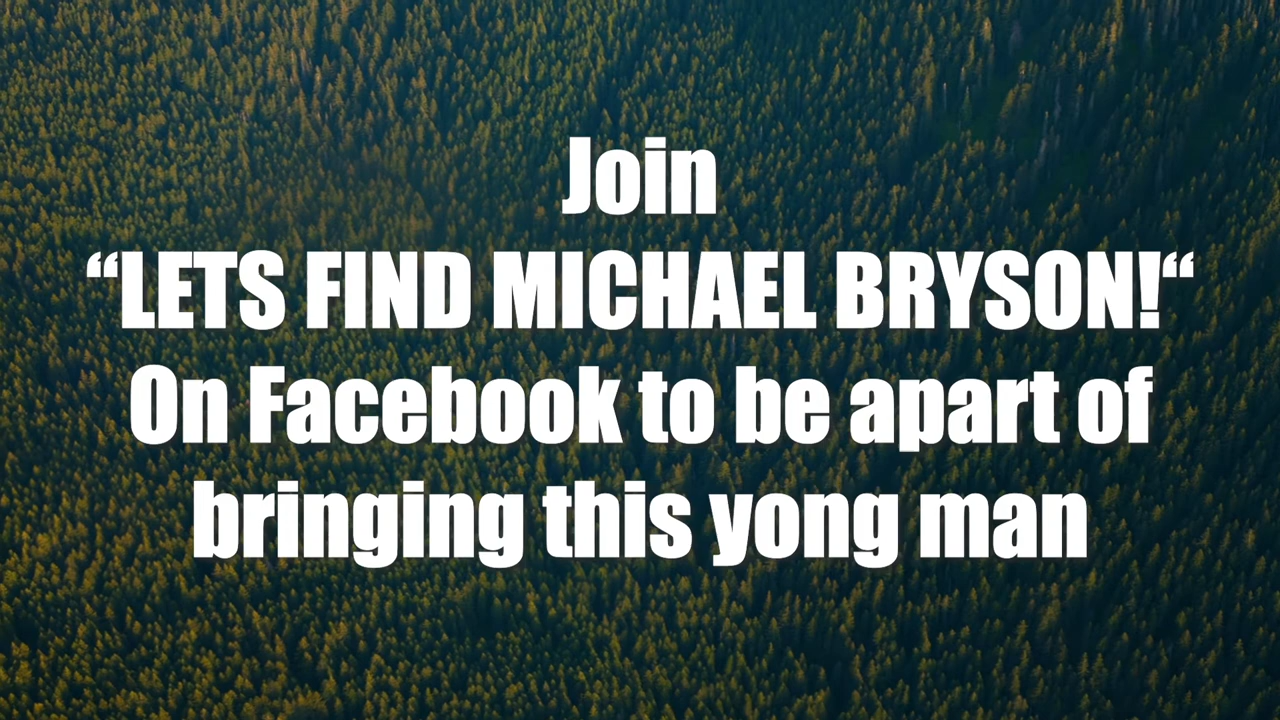 Join
“LETS FIND MICHAEL BRYSON!“
On Facebook to be apart of
bringing this yong man